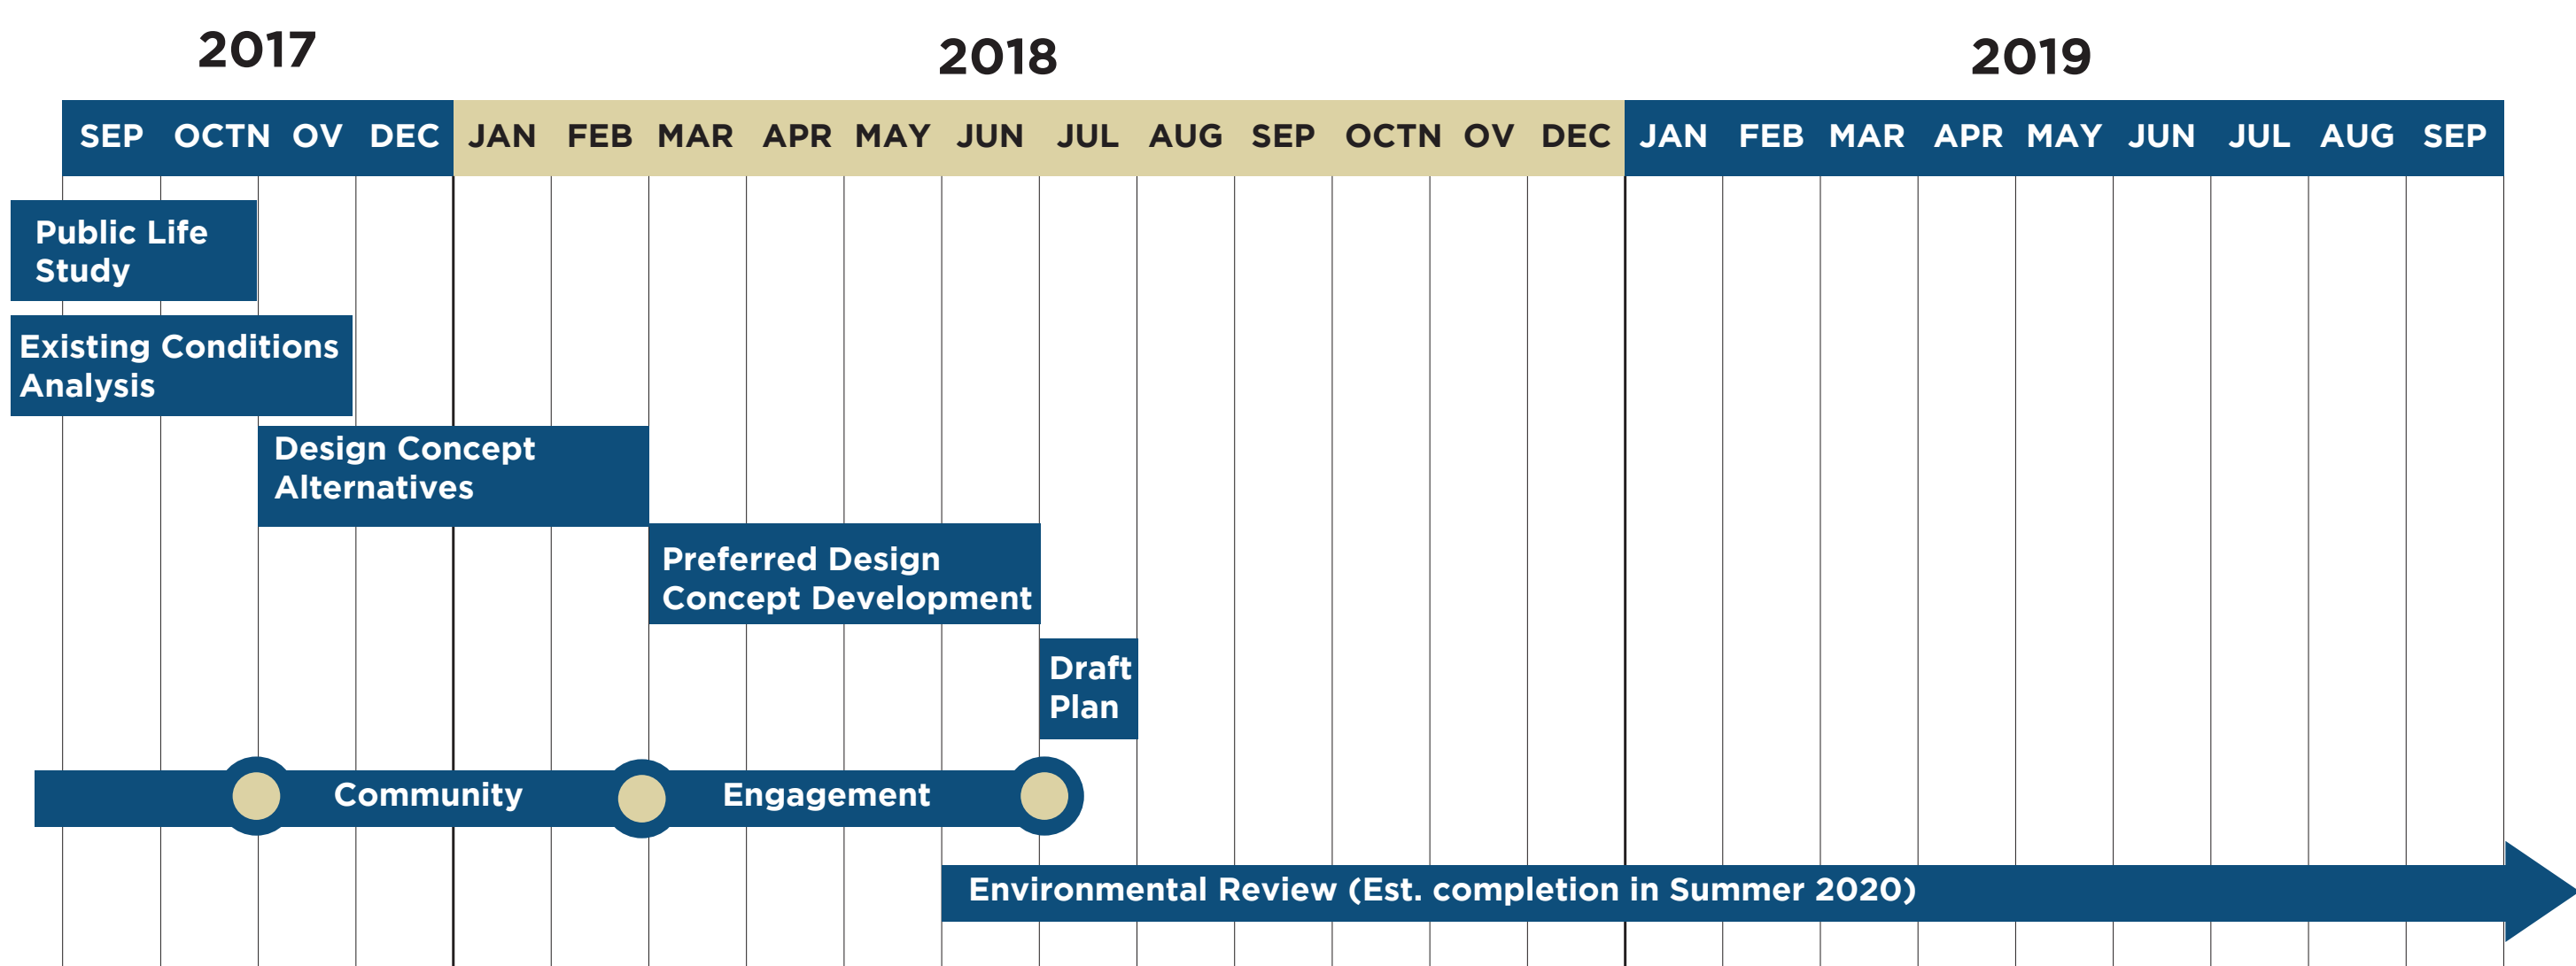 2017 2018 2019
SEP OCTN OV DEC JAN FEB MAR APR MAY JUN JUL AUG SEP OCTN OV DEC JAN FEB MAR APR MAY JUN JUL AUG SEP
Public Life
Study
Existing Conditions
Analysis
Design Concept
Alternatives
Preferred Design
Concept Development
Draft
Plan
Community Engagement
Environmental Review (Est. completion in Summer 2020)